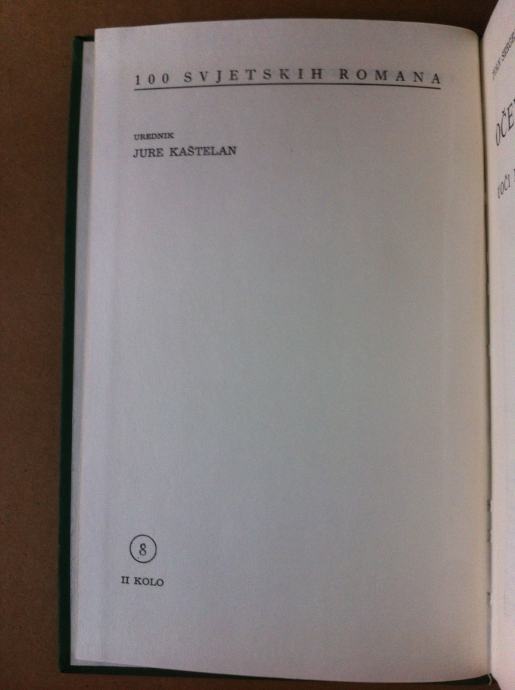 100 SVJETSKIH ROMANA
UREDNIK
JURE KAŠTELAN
8
II KOLO